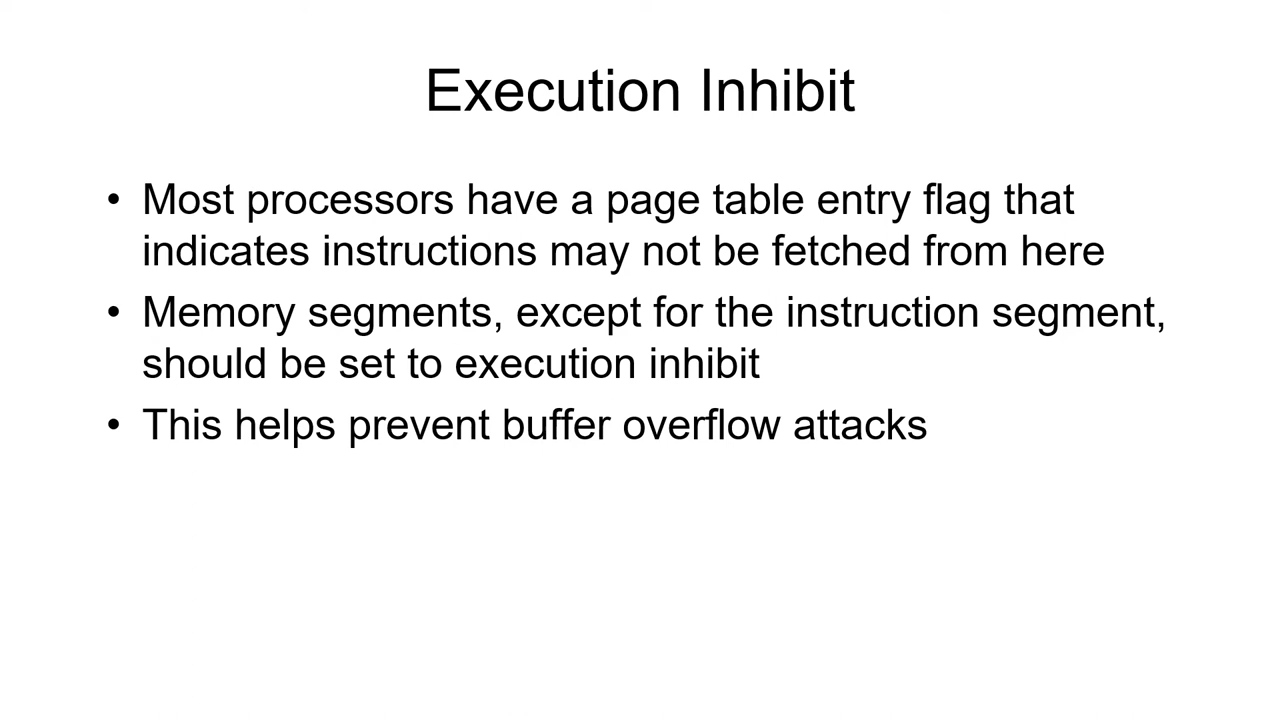 Execution Inhibit
• Most processors have a page table entry flag that
indicates instructions may not be fetched from here
• Memory segments, except for the instruction segment,
should be set to execution inhibit
• This helps prevent buffer overflow attacks